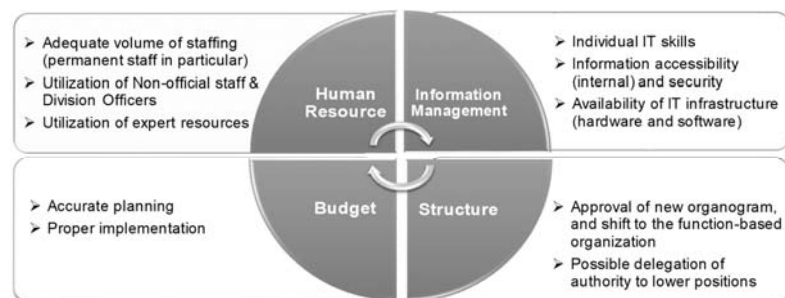 ➢ Adequate volume of staffing
(permanent staff in particular)
➢ Utilization of Non-official staff &
Division Officers
➢ Utilization of expert resources
Human
Resource
Information
Management
➢ Individual IT skills
➢ Information accessibility
(internal) and security
➢ Availability of IT infrastructure
(hardware and software)
➢ Accurate planning
➢ Proper implementation
Budget
Structure
➢ Approval of new organogram,
and shift to the function-based
organization
➢ Possible delegation of
authority to lower positions